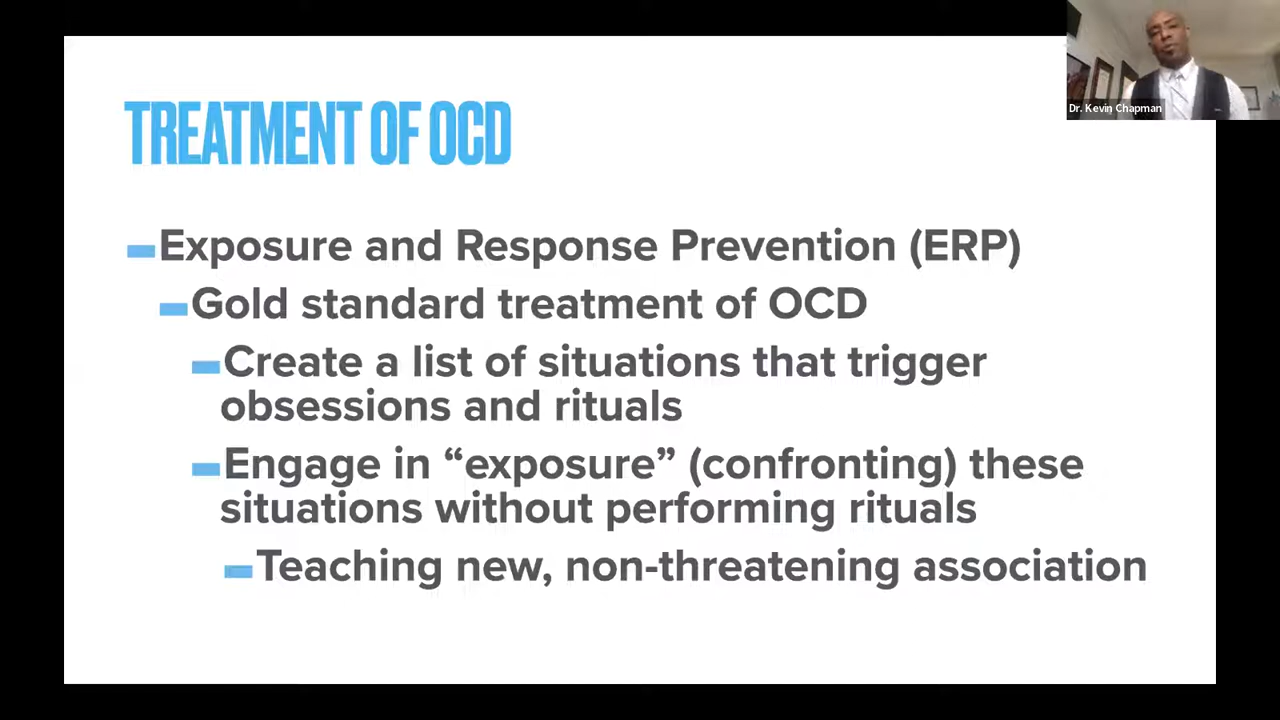 TREATMENT OF OCD
Dr. Kevin Chapman
Exposure and Response Prevention (ERP)
Gold standard treatment of OCD
Create a list of situations that trigger
obsessions and rituals
Engage in “exposure” (confronting) these
situations without performing rituals
Teaching new, non-threatening association